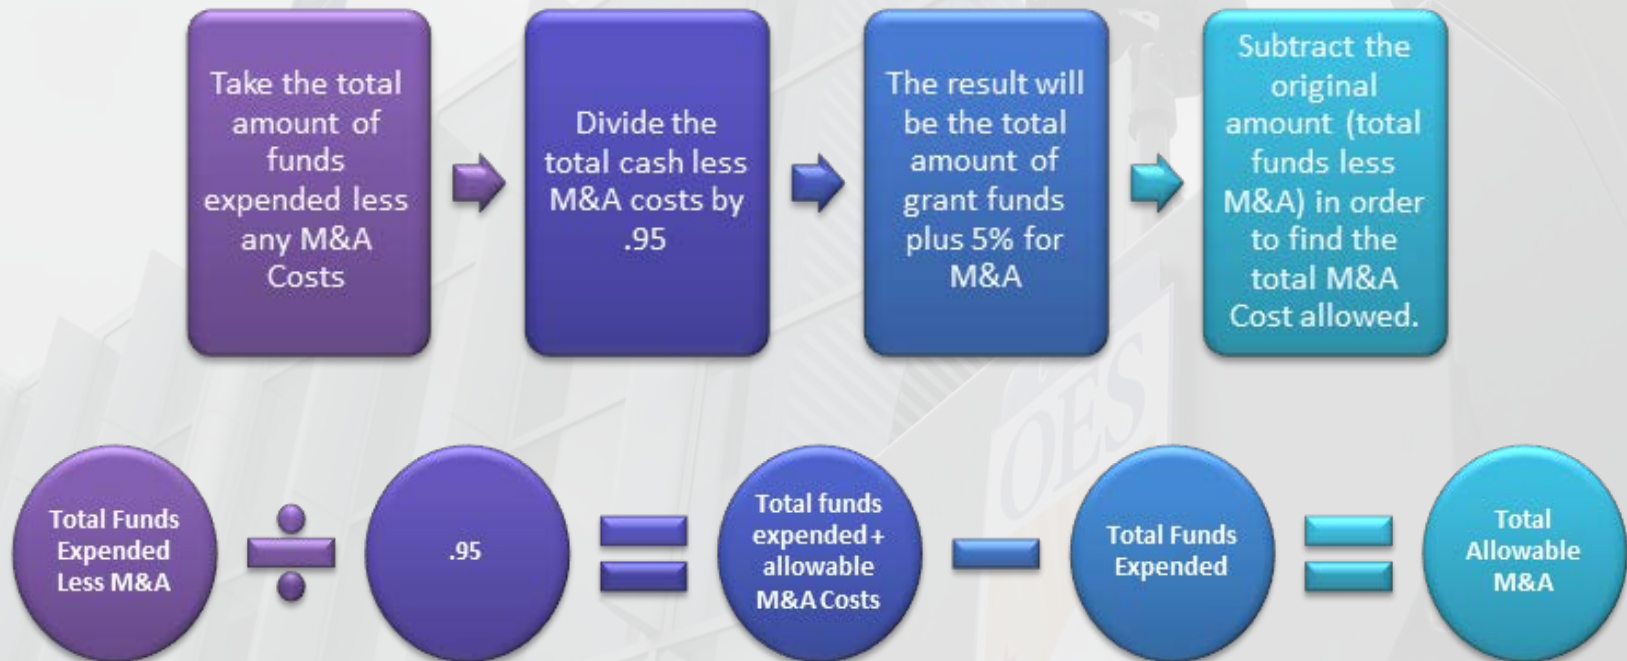 Take the total
amount of
funds
expended less
any M&A
Costs
Divide the
total cash less
M&A costs by
.95
The result will
be the total
amount of
grant funds
plus 5% for
M&A
Subtract the
original
amount (total
funds less
M&A) in order
to find the
total M&A
Cost allowed.
OES
Total Funds
Expended
Less M&A
.95
Total funds
expended +
allowable
M&A Costs
Total Funds
Expended
Total
Allowable
M&A